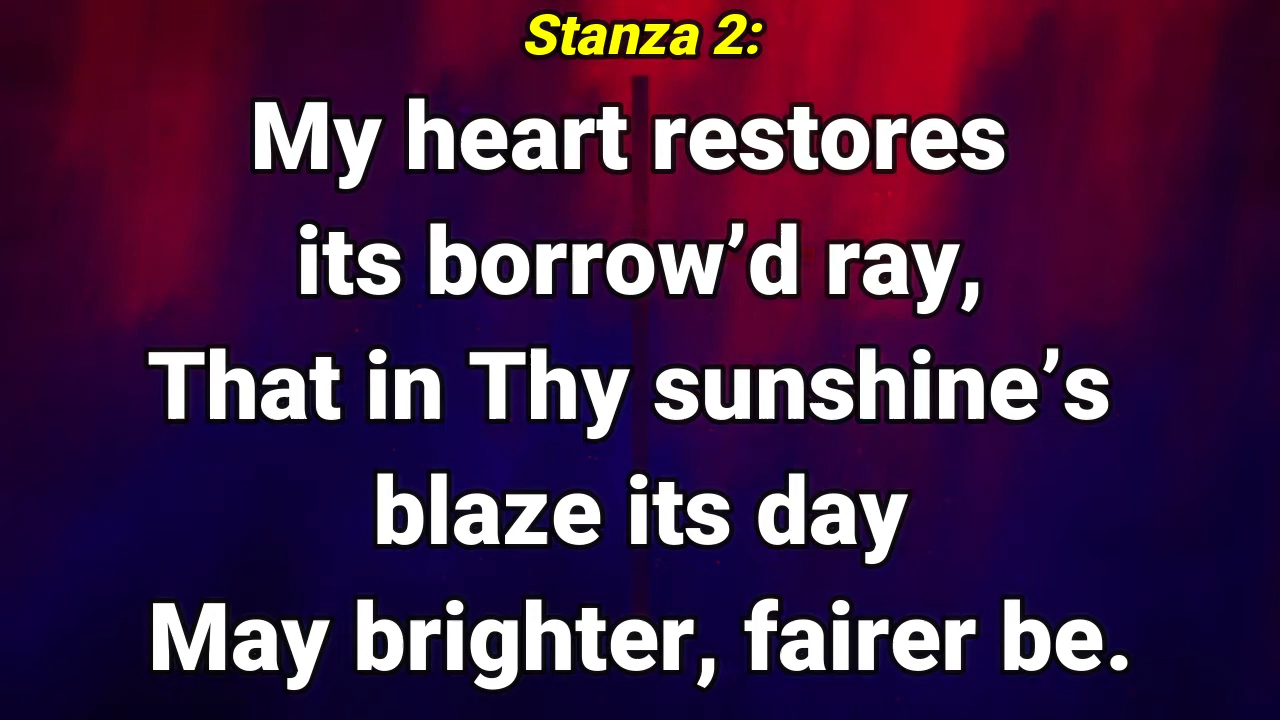 Stanza 2:
My heart restores
its borrow’d ray,
That in Thy sunshine’s
blaze its day
May brighter, fairer be.